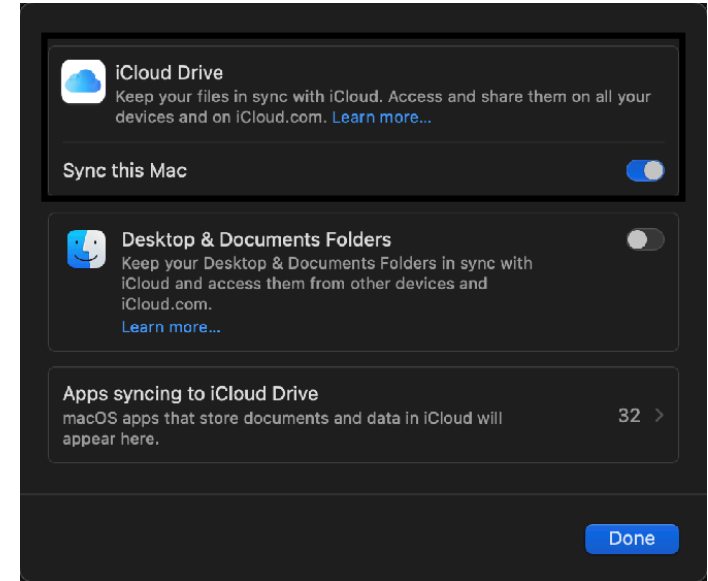 iCloud Drive
Keep your files in sync with iCloud. Access and share them on all your
devices and on iCloud.com. Learn more...
Sync this Mac
Desktop & Documents Folders
Keep your Desktop & Documents Folders in sync with
iCloud and access them from other devices and
iCloud.com.
Learn more...
Apps syncing to iCloud Drive
macOS apps that store documents and data in iCloud will
appear here.
32 >
Done